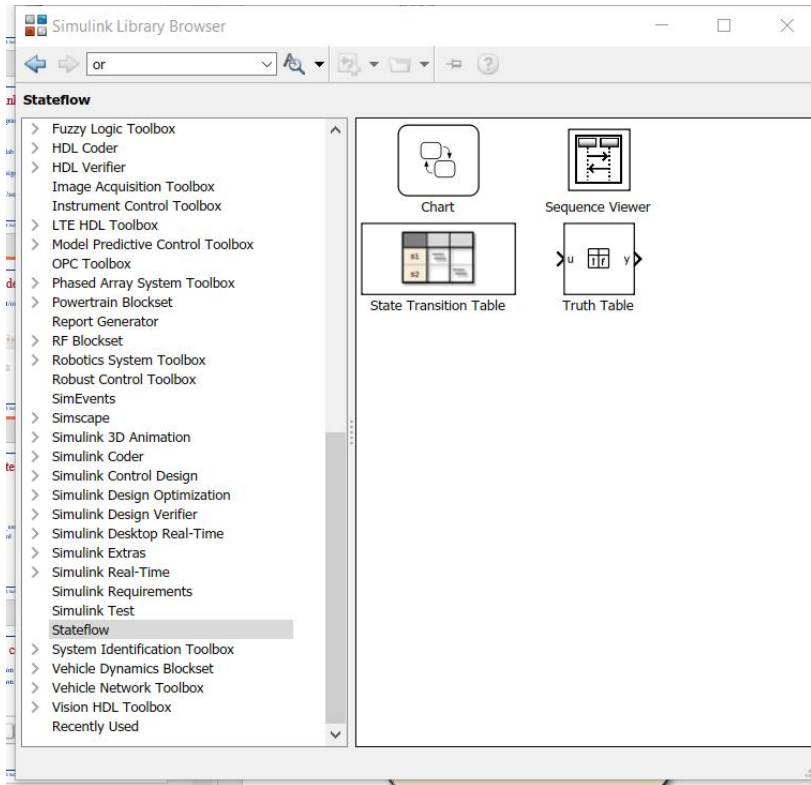 Simulink Library Browser
or
Stateflow
Fuzzy Logic Toolbox
HDL Coder
HDL Verifier
Image Acquisition Toolbox
Instrument Control Toolbox
LTE HDL Toolbox
Model Predictive Control Toolbox
OPC Toolbox
Phased Array System Toolbox
Powertrain Blockset
Report Generator
RF Blockset
Robotics System Toolbox
Robust Control Toolbox
SimEvents
Simscape
Simulink 3D Animation
Simulink Coder
Simulink Control Design
Simulink Design Optimization
Simulink Design Verifier
Simulink Desktop Real-Time
Simulink Extras
Simulink Real-Time
Simulink Requirements
Simulink Test
Stateflow
System Identification Toolbox
Vehicle Dynamics Blockset
Vehicle Network Toolbox
Vision HDL Toolbox
Recently Used
Chart
Sequence Viewer
s1
s2
State Transition Table
u
y
Truth Table